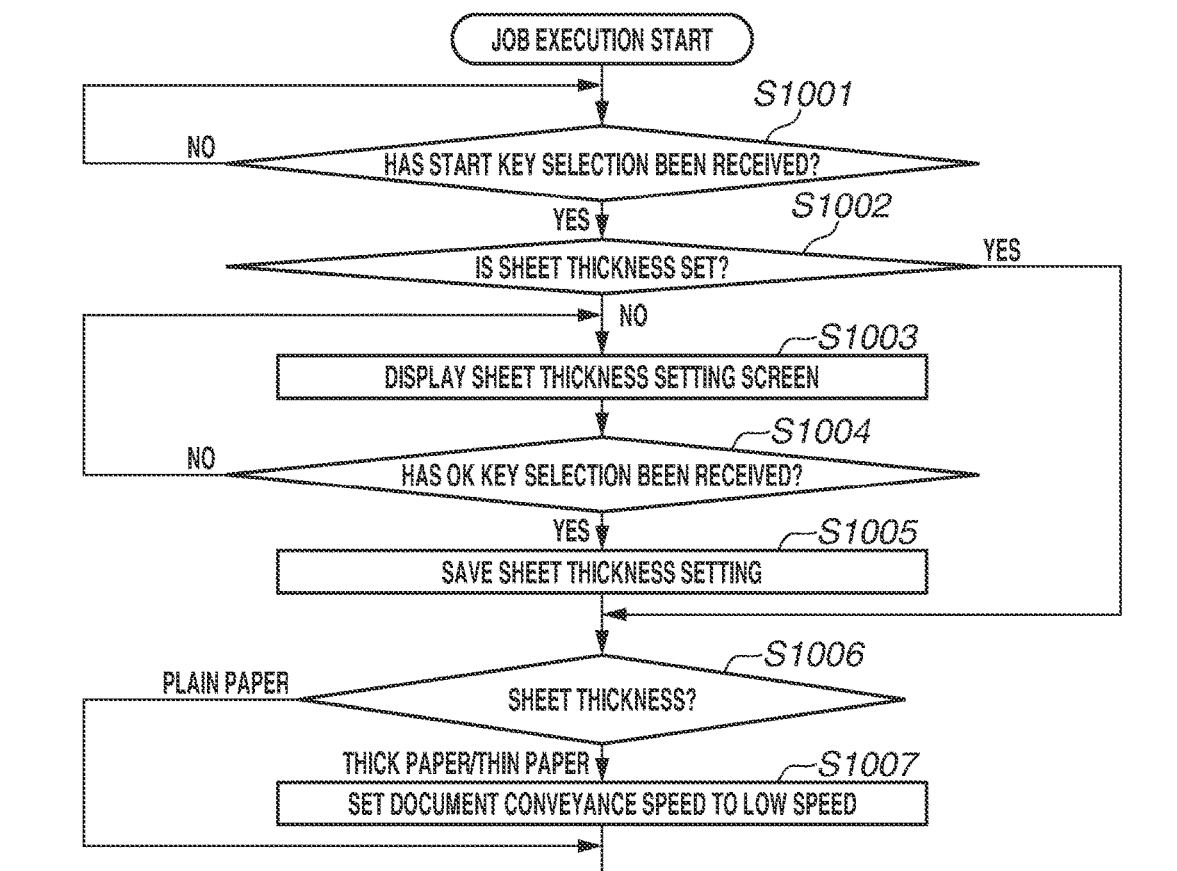 JOB EXECUTION START
S1001
NO
HAS START KEY SELECTION BEEN RECEIVED?
YES
S1002
IS SHEET THICKNESS SET?
YES
NO
S1003
DISPLAY SHEET THICKNESS SETTING SCREEN
S1004
NO
HAS OK KEY SELECTION BEEN RECEIVED?
YES
S1005
SAVE SHEET THICKNESS SETTING
S1006
PLAIN PAPER
SHEET THICKNESS?
THICK PAPER/THIN PAPER
S1007
SET DOCUMENT CONVEYANCE SPEED TO LOW SPEED